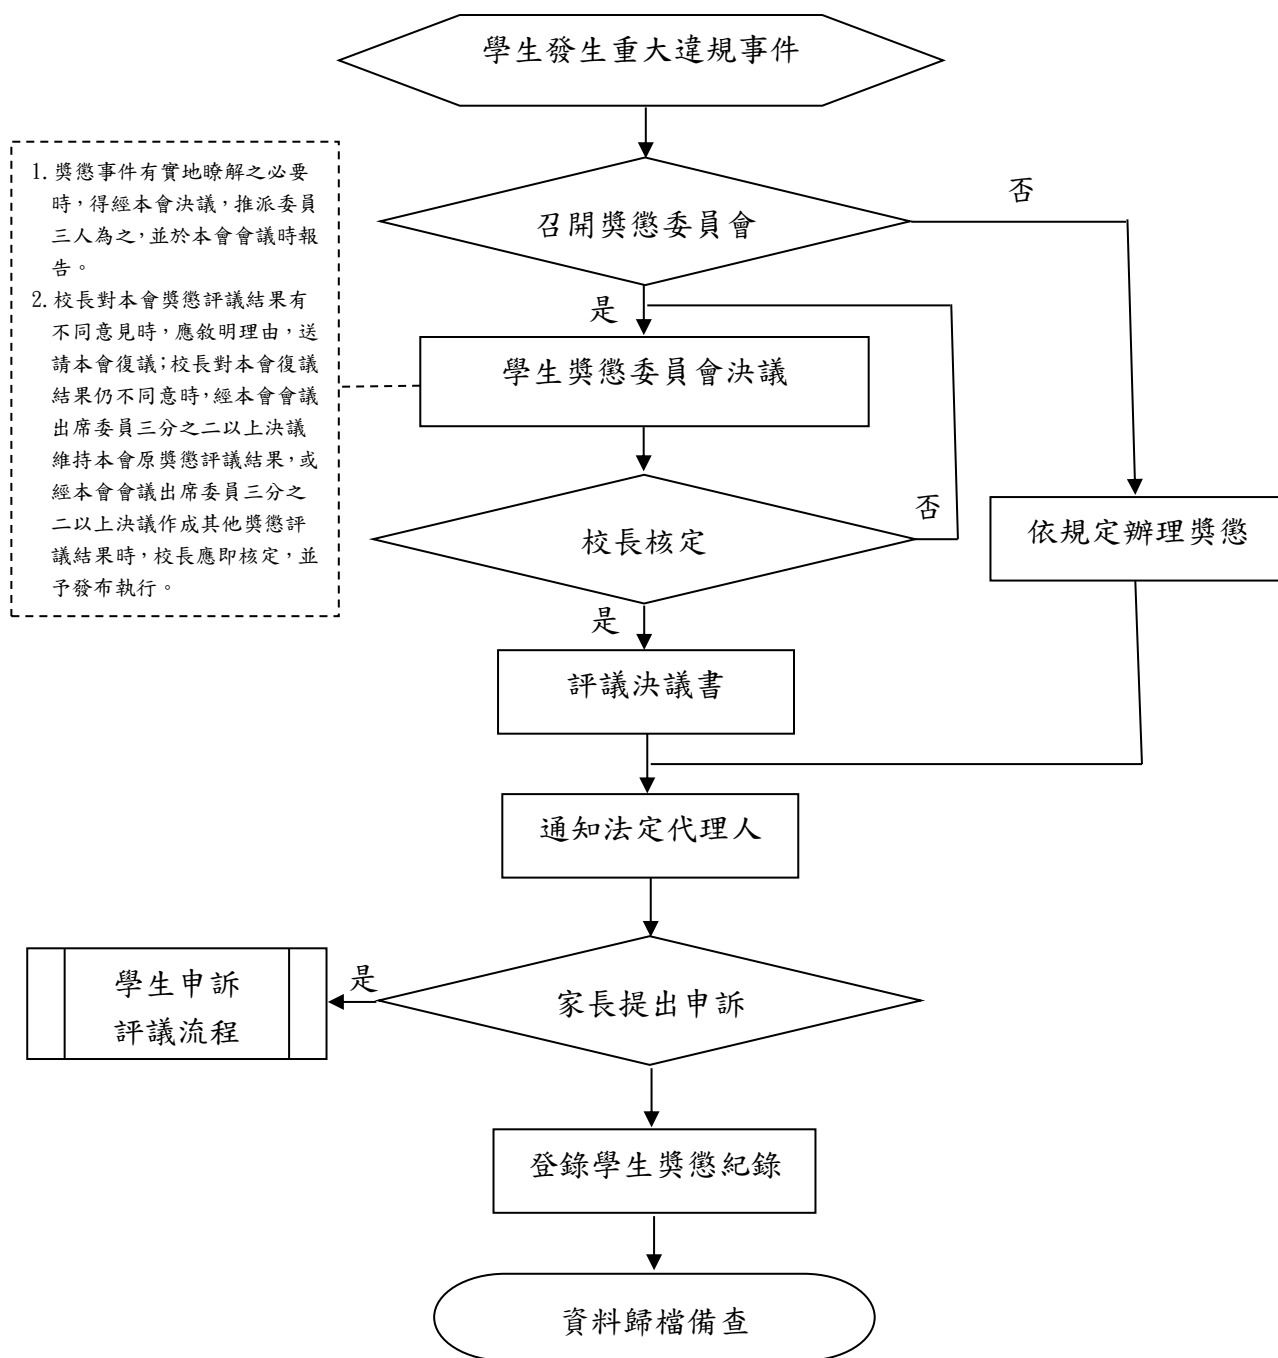 學生發生重大違規事件
召開獎懲委員會
否
是
1. 獎懲事件有實地瞭解之必要
時，得經本會決議，推派委員
三人為之，並於本會會議時報
告。
2. 校長對本會獎懲評議結果有
不同意見時，應敘明理由，送
請本會復議；校長對本會復議
結果仍不同意時，經本會會議
出席委員三分之二以上決議
維持本會原獎懲評議結果，或
經本會會議出席委員三分之
二以上決議作成其他獎懲評
議結果時，校長應即核定，並
予發布執行。
學生獎懲委員會決議
校長核定
否
依規定辦理獎懲
是
評議決議書
通知法定代理人
家長提出申訴
是
學生申訴
評議流程
登錄學生獎懲紀錄
資料歸檔備查